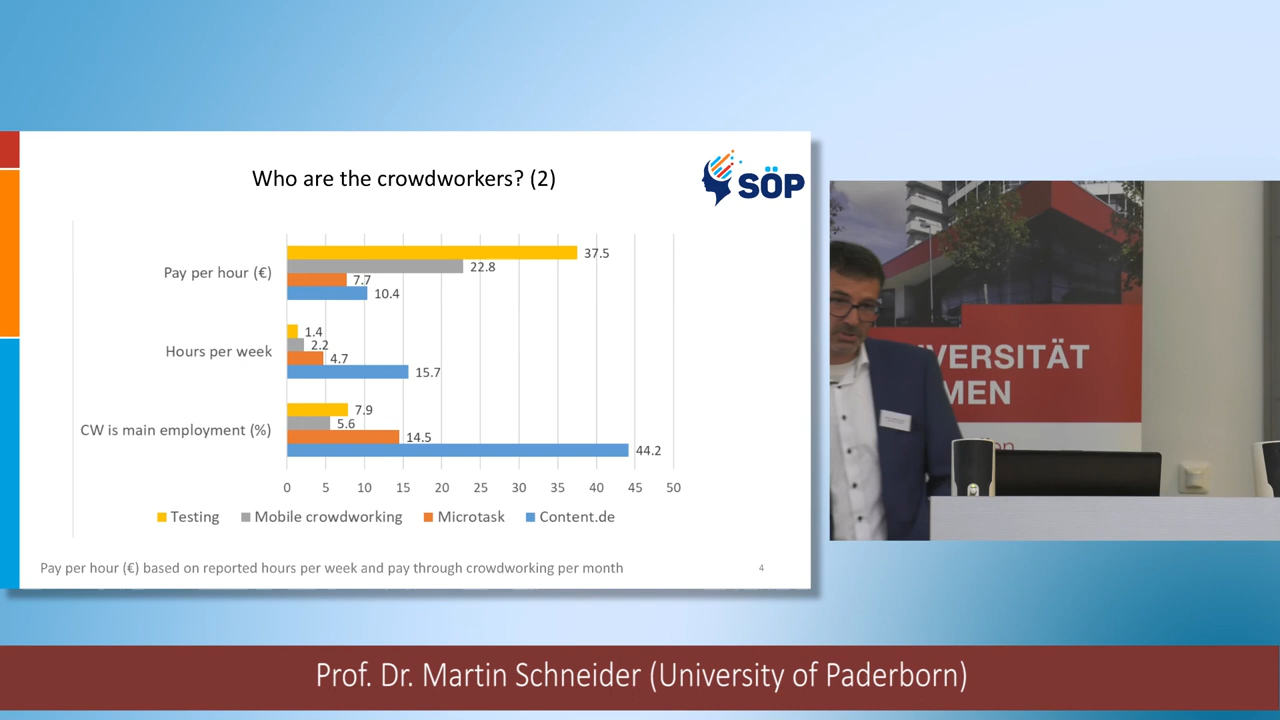 Who are the crowdworkers? (2)
SÖP
Pay per hour (€)
37.5
22.8
7.7
10.4
Hours per week
1.4
2.2
4.7
15.7
CW is main employment (%)
7.9
5.6
14.5
44.2
0 5 10 15 20 25 30 35 40 45 50
Testing Mobile crowdworking Microtask Content.de
Pay per hour (€) based on reported hours per week and pay through crowdworking per month
4
VERSITÄT
MEN
Prof. Dr. Martin Schneider (University of Paderborn)